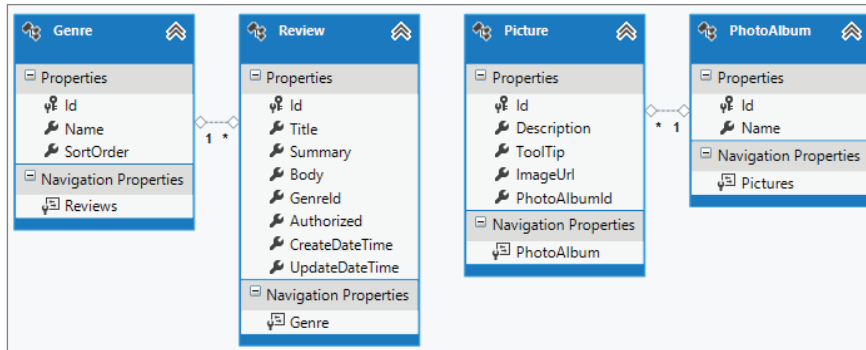 Genre
Properties
Id
Name
SortOrder
Navigation Properties
Reviews
1 *
Review
Properties
Id
Title
Summary
Body
GenreId
Authorized
CreateDateTime
UpdateDateTime
Navigation Properties
Genre
Picture
Properties
Id
Description
ToolTip
ImageUrl
PhotoAlbumId
Navigation Properties
PhotoAlbum
* 1
PhotoAlbum
Properties
Id
Name
Navigation Properties
Pictures